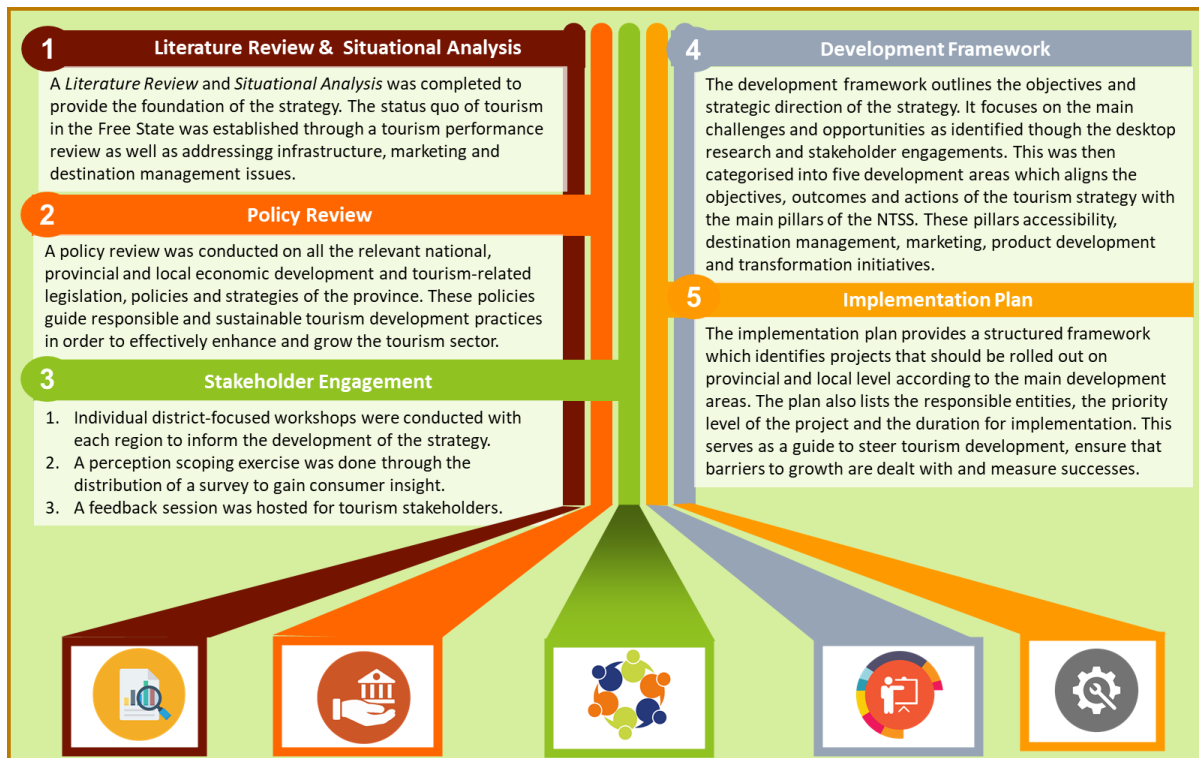 1
Literature Review & Situational Analysis
A Literature Review and Situational Analysis was completed to
provide the foundation of the strategy. The status quo of tourism
in the Free State was established through a tourism performance
review as well as addressingg infrastructure, marketing and
destination management issues.
2
Policy Review
A policy review was conducted on all the relevant national,
provincial and local economic development and tourism-related
legislation, policies and strategies of the province. These policies
guide responsible and sustainable tourism development practices
in order to effectively enhance and grow the tourism sector.
3
Stakeholder Engagement
1. Individual district-focused workshops were conducted with
each region to inform the development of the strategy.
2. A perception scoping exercise was done through the
distribution of a survey to gain consumer insight.
3. A feedback session was hosted for tourism stakeholders.
4
Development Framework
The development framework outlines the objectives and
strategic direction of the strategy. It focuses on the main
challenges and opportunities as identified though the desktop
research and stakeholder engagements. This was then
categorised into five development areas which aligns the
objectives, outcomes and actions of the tourism strategy with
the main pillars of the NTSS. These pillars accessibility,
destination management, marketing, product development
and transformation initiatives.
5
Implementation Plan
The implementation plan provides a structured framework
which identifies projects that should be rolled out on
provincial and local level according to the main development
areas. The plan also lists the responsible entities, the priority
level of the project and the duration for implementation. This
serves as a guide to steer tourism development, ensure that
barriers to growth are dealt with and measure successes.